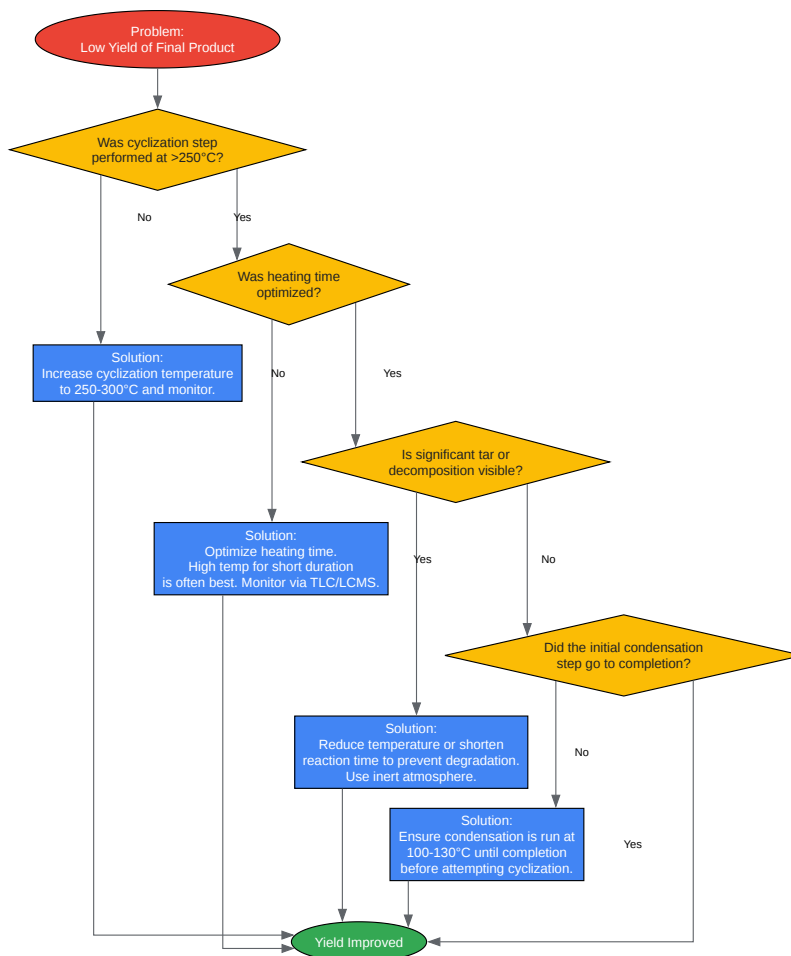 Problem:
Low Yield of Final Product
Was cyclization step
performed at >250°C?
No
Yes
Was heating time
optimized?
Solution:
Increase cyclization temperature
to 250-300°C and monitor.
No
Yes
Is significant tar or
decomposition visible?
Solution:
Optimize heating time.
High temp for short duration
is often best. Monitor via TLC/LCMS.
Yes
No
Did the initial condensation
step go to completion?
Solution:
Reduce temperature or shorten
reaction time to prevent degradation.
Use inert atmosphere.
No
Solution:
Ensure condensation is run at
100-130°C until completion
before attempting cyclization.
Yes
Yield Improved